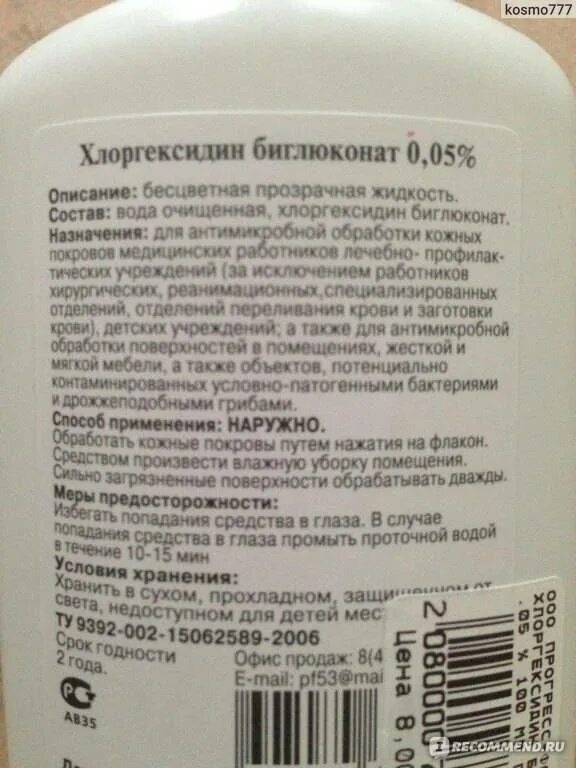 kosmo777
Хлоргексидин биглюконат 0,05%
Описание: бесцветная прозрачная жидкость.
Состав: вода очищенная, хлоргексидин биглюконат.
Назначения: для антимикробной обработки кожных
покровов медицинских работников лечебно- профилак-
тических учреждений (за исключением работников
хирургических, реанимационных,специализированных
отделений, отделений переливания крови и заготовки
крови), детских учреждений; а также для антимикробной
обработки поверхностей в помещениях, жесткой и
мягкой мебели, а также объектов, потенциально
контаминированных условно-патогенными бактериями
и дрожжеподобными грибами.
Способ применения: НАРУЖНО.
Обработать кожные покровы путем нажатия на флакон.
Средством произвести влажную уборку помещения.
Сильно загрязненные поверхности обрабатывать дважды.
Меры предосторожности:
Избегать попадания средства в глаза. В случае
попадания средства в глаза промыть проточной водой
в течение 10-15 мин
Условия хранения:
Хранить в сухом, прохладном, защищенном от
света, недоступном для детей мес
ТУ 9392-002-15062589-2006
Срок годности
2 года.
Офис продаж: 8(4
E-mail: pf53@mai
РСТ
АВ35
ООО ПРОГРЕСС
ХЛОРГЕКСИДИН
.05 % 100 М
2 080000
Цена 8,0
RECOMMEND.RU